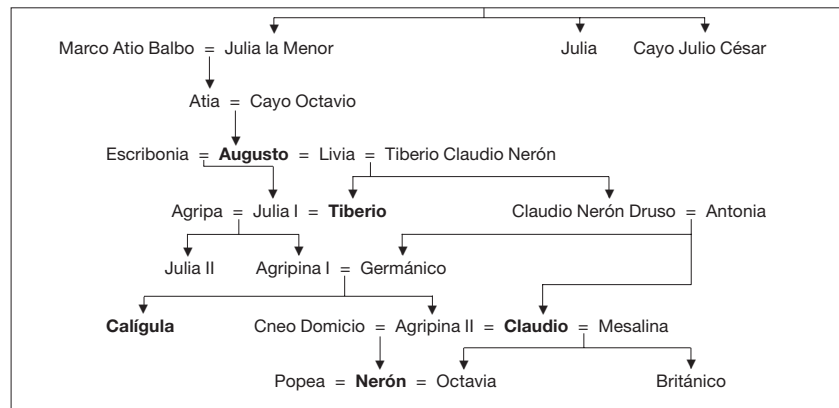 Marco Atio Balbo = Julia la Menor Julia Cayo Julio César
Atia = Cayo Octavio
Escribonia = Augusto = Livia = Tiberio Claudio Nerón
Agripa = Julia I = Tiberio Claudio Nerón Druso = Antonia
Julia II Agripina I = Germánico
Calígula Cneo Domicio = Agripina II = Claudio = Mesalina
Popea = Nerón = Octavia Británico